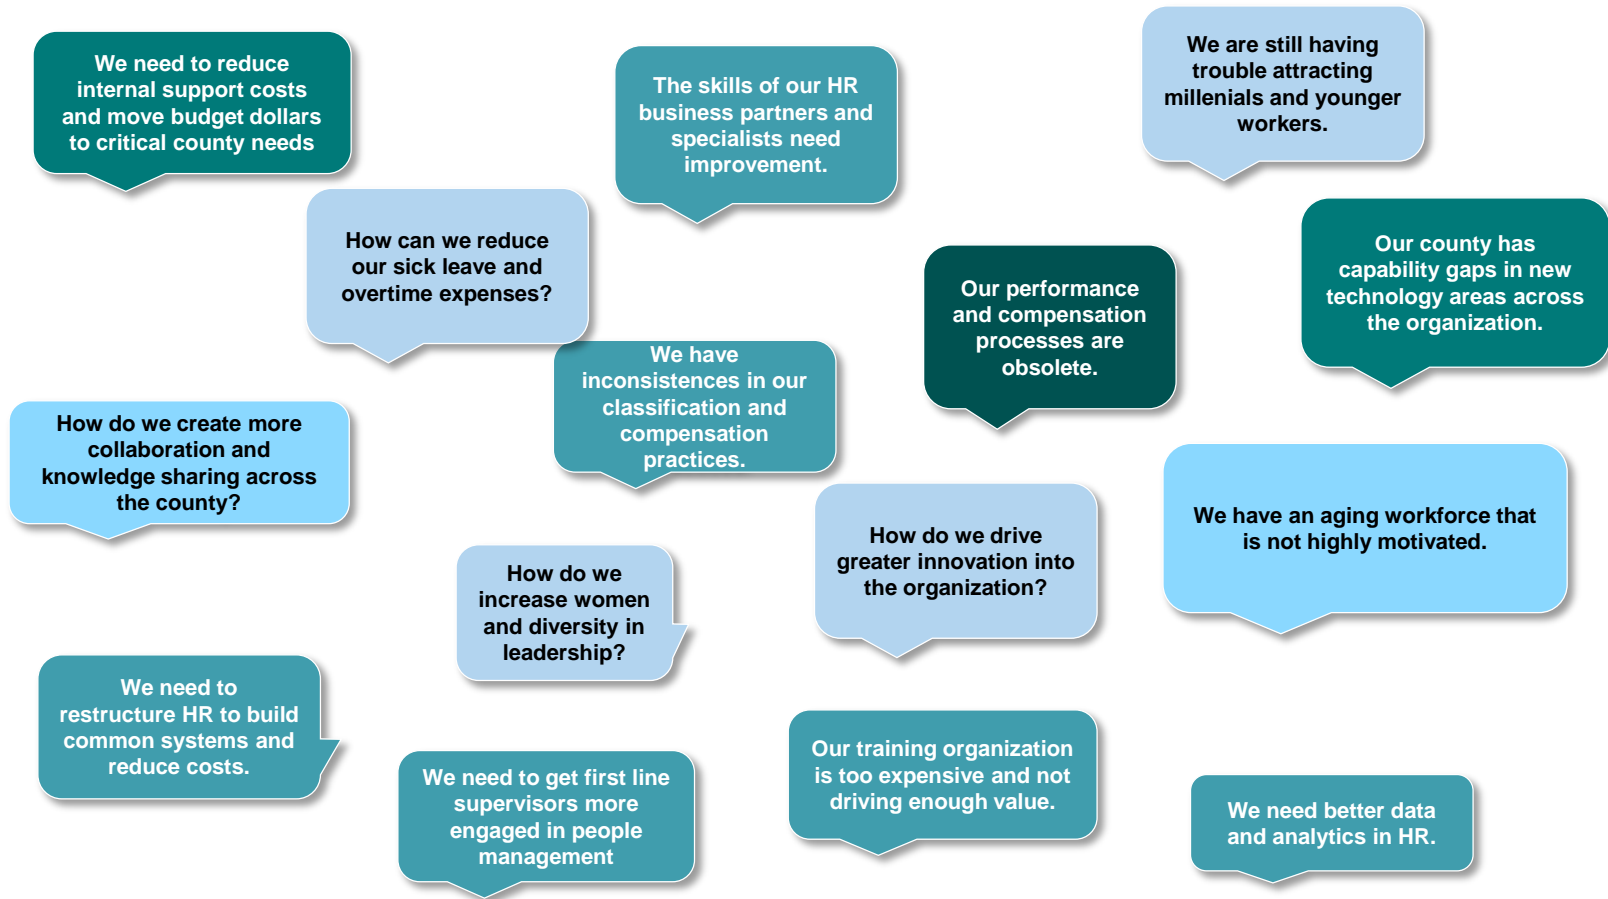 We need to reduce
internal support costs
and move budget dollars
to critical county needs
The skills of our HR
business partners and
specialists need
improvement.
We are still having
trouble attracting
millenials and younger
workers.
How can we reduce
our sick leave and
overtime expenses?
Our performance
and compensation
processes are
obsolete.
Our county has
capability gaps in new
technology areas across
the organization.
We have
inconsistences in our
classification and
compensation
practices.
How do we create more
collaboration and
knowledge sharing across
the county?
How do we drive
greater innovation into
the organization?
We have an aging workforce that
is not highly motivated.
How do we
increase women
and diversity in
leadership?
We need to
restructure HR to build
common systems and
reduce costs.
We need to get first line
supervisors more
engaged in people
management
Our training organization
is too expensive and not
driving enough value.
We need better data
and analytics in HR.